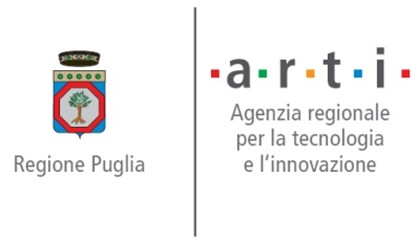 Regione Puglia
·a·r·t·i·
Agenzia regionale
per la tecnologia
e l'innovazione